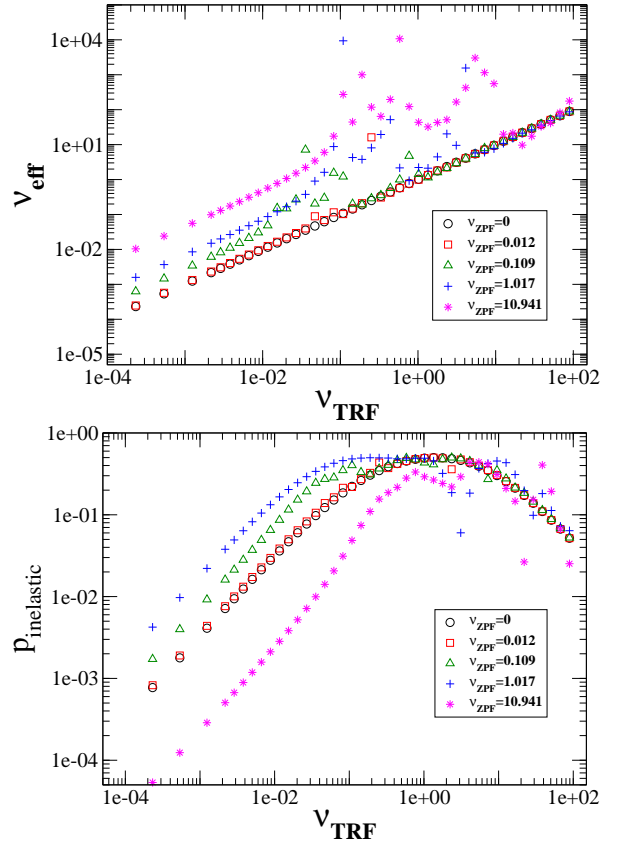 1e+04
1e+01
1e-02
1e-05
ν_eff
ν_ZPF=0
ν_ZPF=0.012
ν_ZPF=0.109
ν_ZPF=1.017
ν_ZPF=10.941
1e-04 1e-02 1e+00 1e+02
ν_TRF
1e+00
1e-01
1e-02
1e-03
1e-04
p_inelastic
ν_ZPF=0
ν_ZPF=0.012
ν_ZPF=0.109
ν_ZPF=1.017
ν_ZPF=10.941
1e-04 1e-02 1e+00 1e+02
ν_TRF